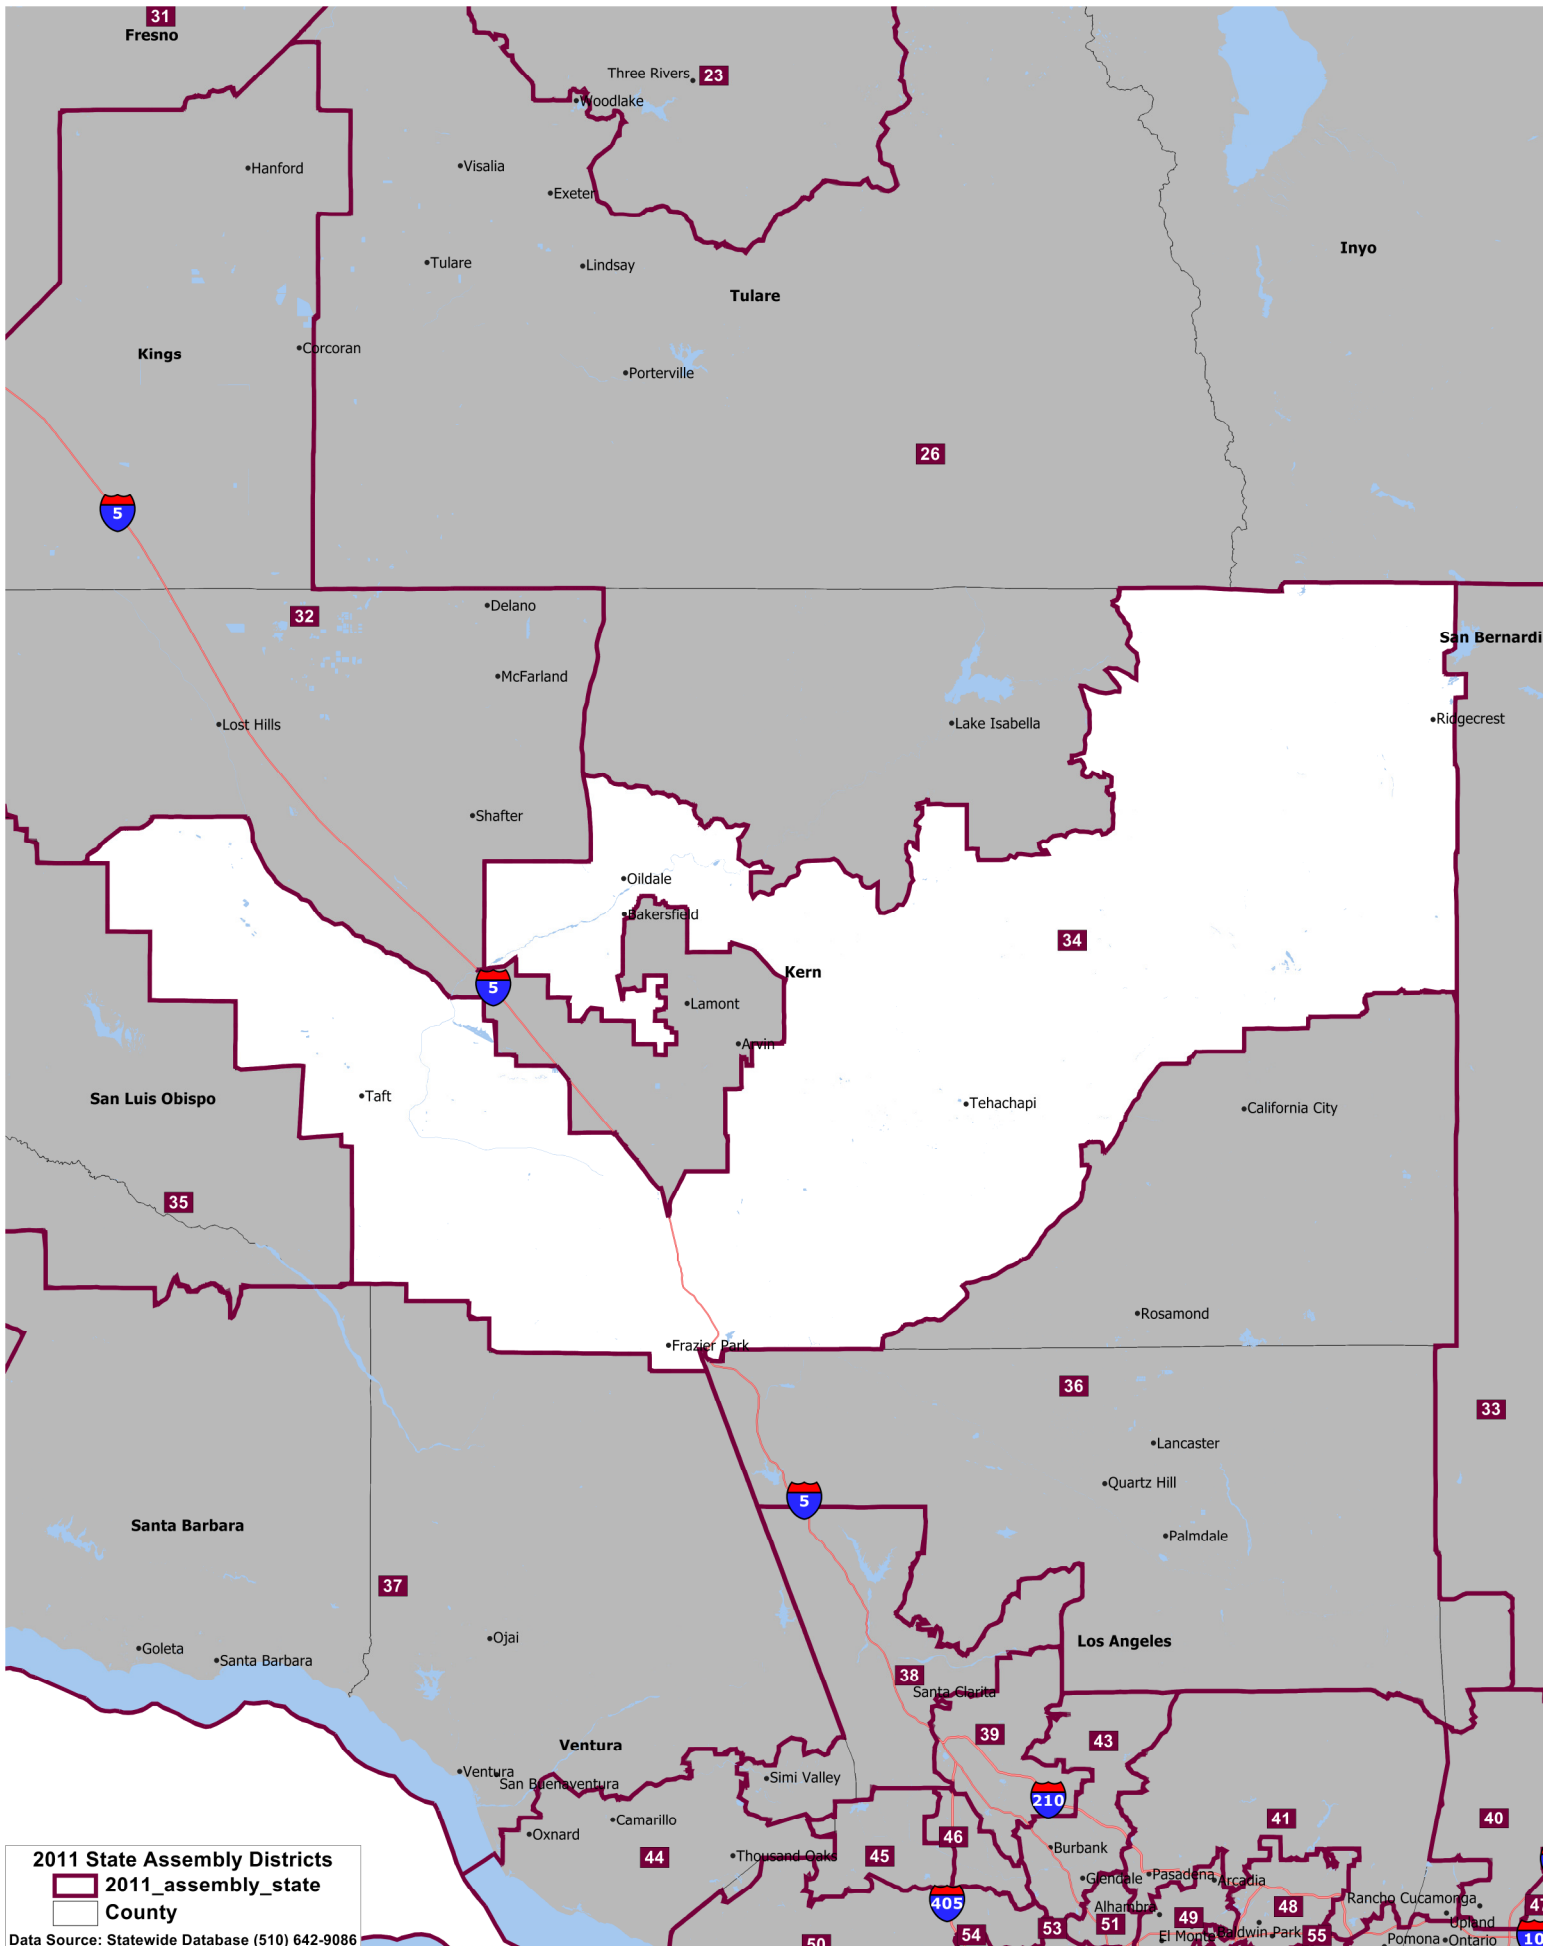 31
Fresno
Three Rivers
23
Woodlake
Hanford
Visalia
Exeter
Inyo
Tulare
Lindsay
Tulare
Kings
Corcoran
Porterville
26
5
32
Delano
San Bernardi
McFarland
Lost Hills
Lake Isabella
Ridgecrest
Shafter
Oildale
Bakersfield
34
Kern
5
Lamont
Arvin
San Luis Obispo
Taft
Tehachapi
California City
35
Rosamond
Frazier Park
36
33
Lancaster
Quartz Hill
5
Santa Barbara
Palmdale
37
Ojai
Los Angeles
Goleta
Santa Barbara
38
Santa Clarita
39
43
Ventura
Ventura
San Buenaventura
Simi Valley
210
Camarillo
41
40
Oxnard
46
Burbank
44
Thousand Oaks
45
Glendale
Pasadena
Arcadia
405
Alhambra
Rancho Cucamonga
48
47
49
51
53
54
55
50
El Monte
Baldwin Park
Upland
Pomona
Ontario
10
2011 State Assembly Districts
2011_assembly_state
County
Data Source: Statewide Database (510) 642-9086